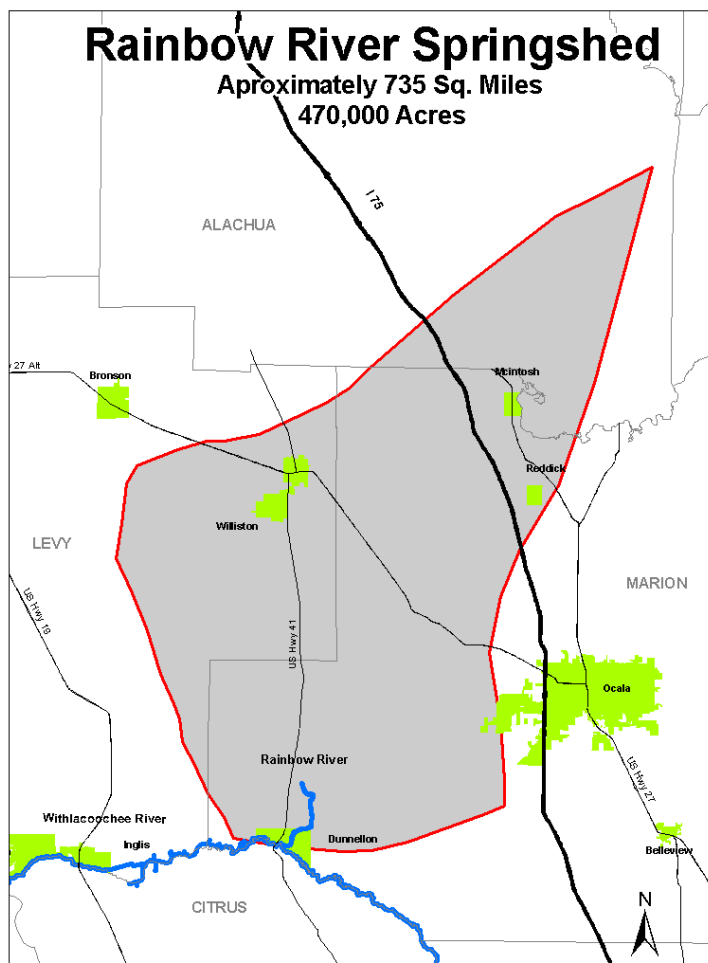 Rainbow River Springshed
Aproximately 735 Sq. Miles
470,000 Acres
I 75
ALACHUA
27 Alt
Bronson
Mcintosh
Reddick
Williston
LEVY
MARION
US Hwy 19
US Hwy 41
Ocala
Rainbow River
US Hwy 27
Withlacoochee River
Inglis
Dunnellon
Belleview
CITRUS
N